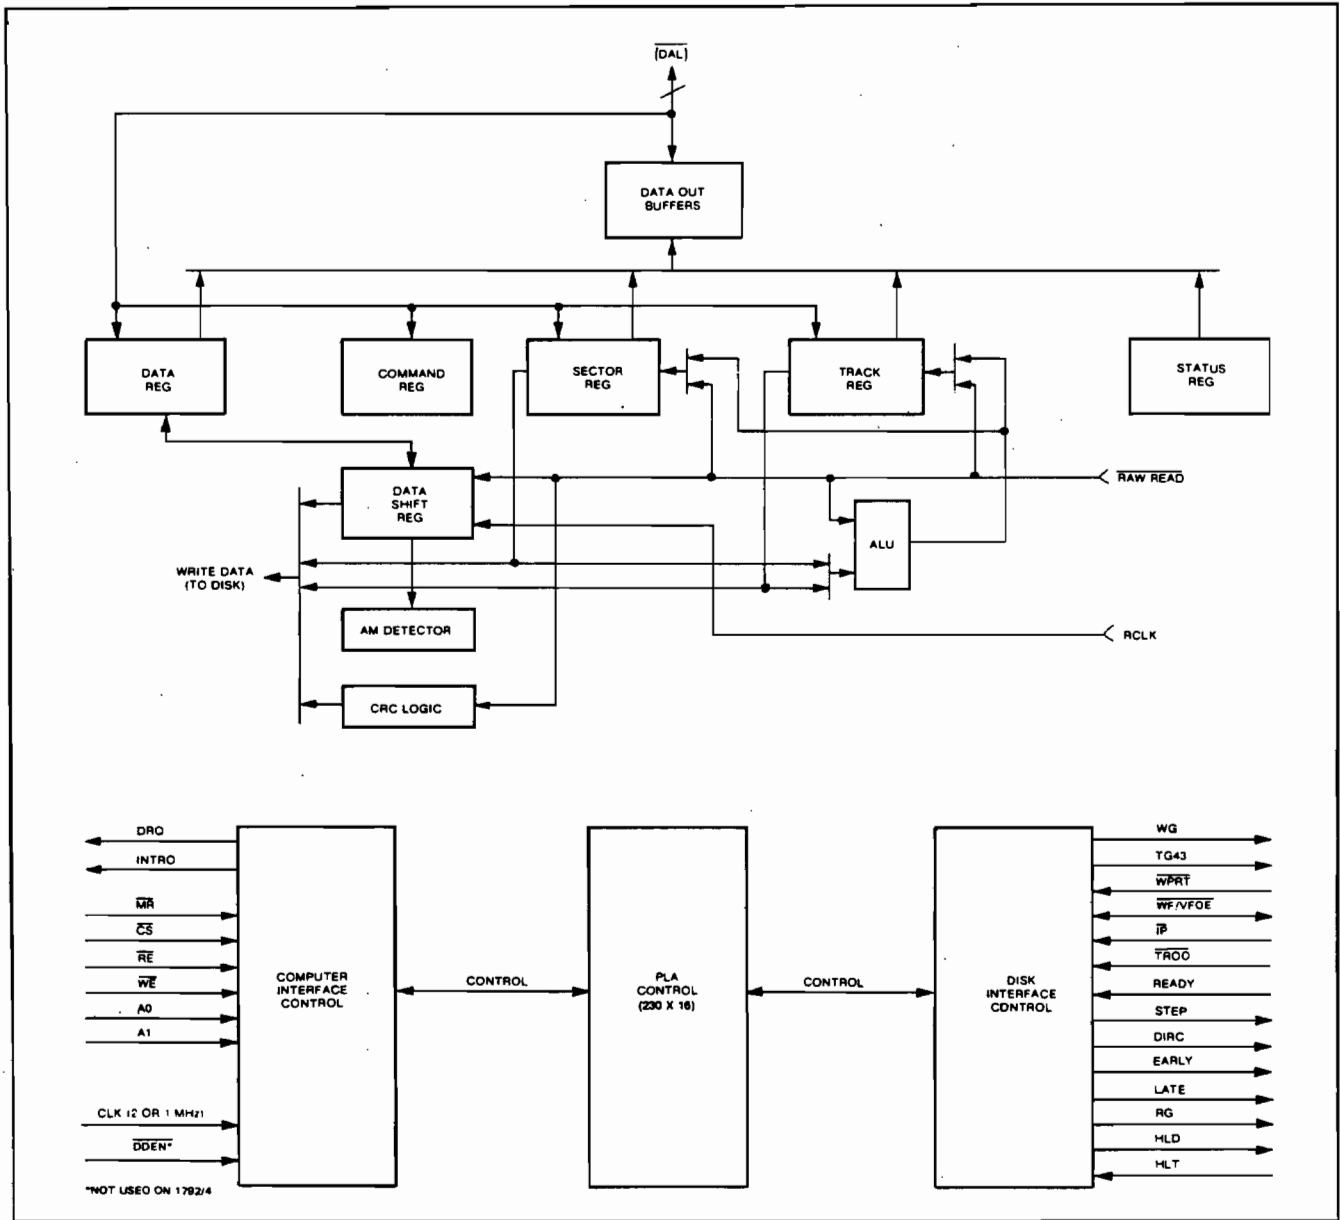 (DAL)
DATA OUT
BUFFERS
DATA
REG
COMMAND
REG
SECTOR
REG
TRACK
REG
STATUS
REG
DATA
SHIFT
REG
RAW READ
ALU
WRITE DATA
(TO DISK)
AM DETECTOR
RCLK
CRC LOGIC
DRQ
INTRQ
MR
CS
RE
WE
A0
A1
CLK (2 OR 1 MHz)
DDEN*
*NOT USED ON 1792/4
COMPUTER
INTERFACE
CONTROL
CONTROL
PLA
CONTROL
(230 X 16)
CONTROL
DISK
INTERFACE
CONTROL
WG
TG43
WPRT
WF/VFOE
IP
TROO
READY
STEP
DIRC
EARLY
LATE
RG
HLD
HLT